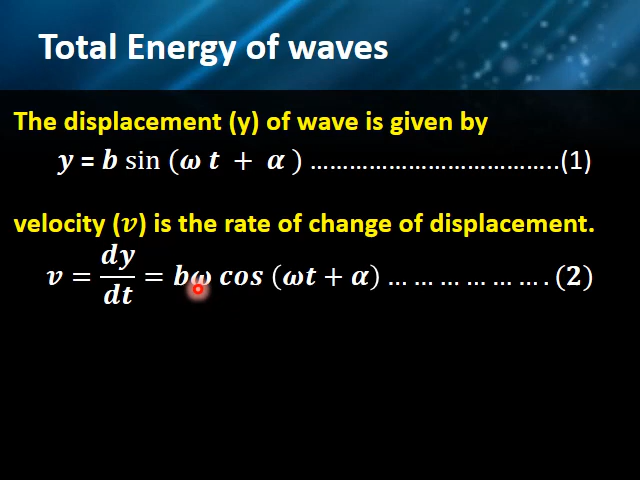 Total Energy of waves
The displacement (y) of wave is given by
y = b sin (ω t + α ) ………………………………..(1)
velocity (v) is the rate of change of displacement.
v = dy/dt = bω cos (ωt + α) … … … … … . (2)